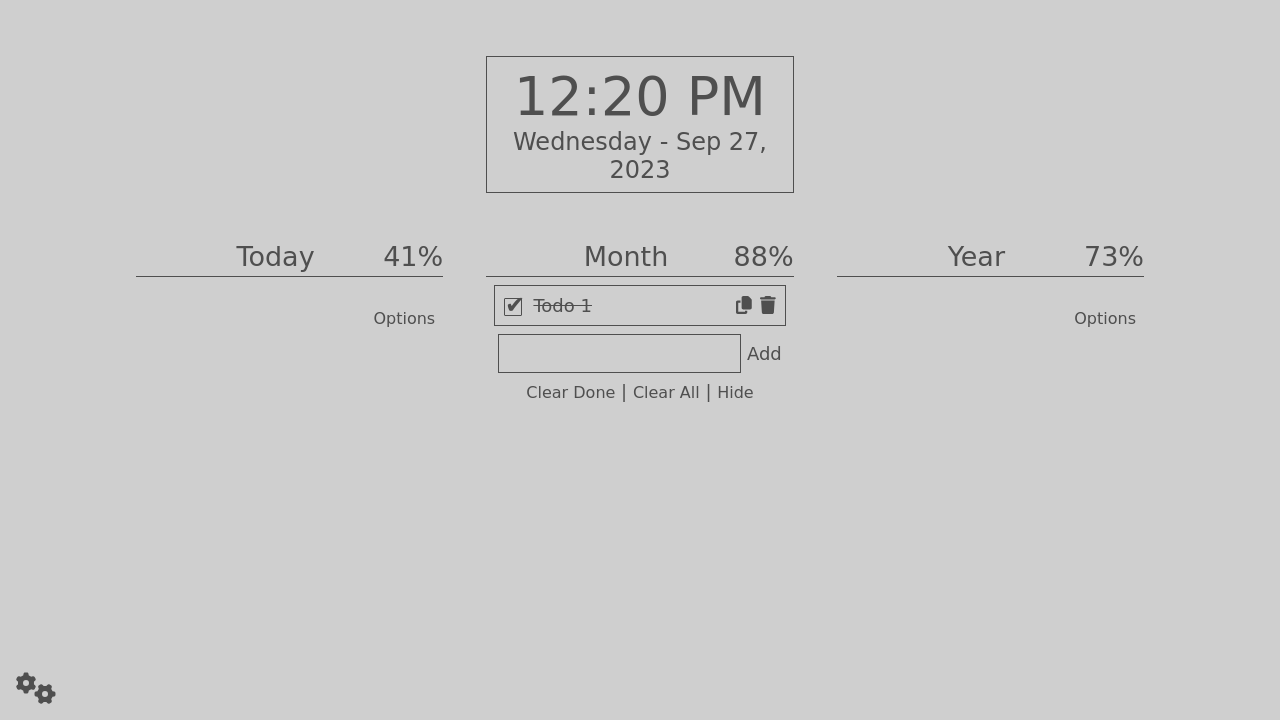 12:20 PM
Wednesday - Sep 27,
2023
Today 41%
Month 88%
Year 73%
Options
Todo 1
Options
Add
Clear Done | Clear All | Hide